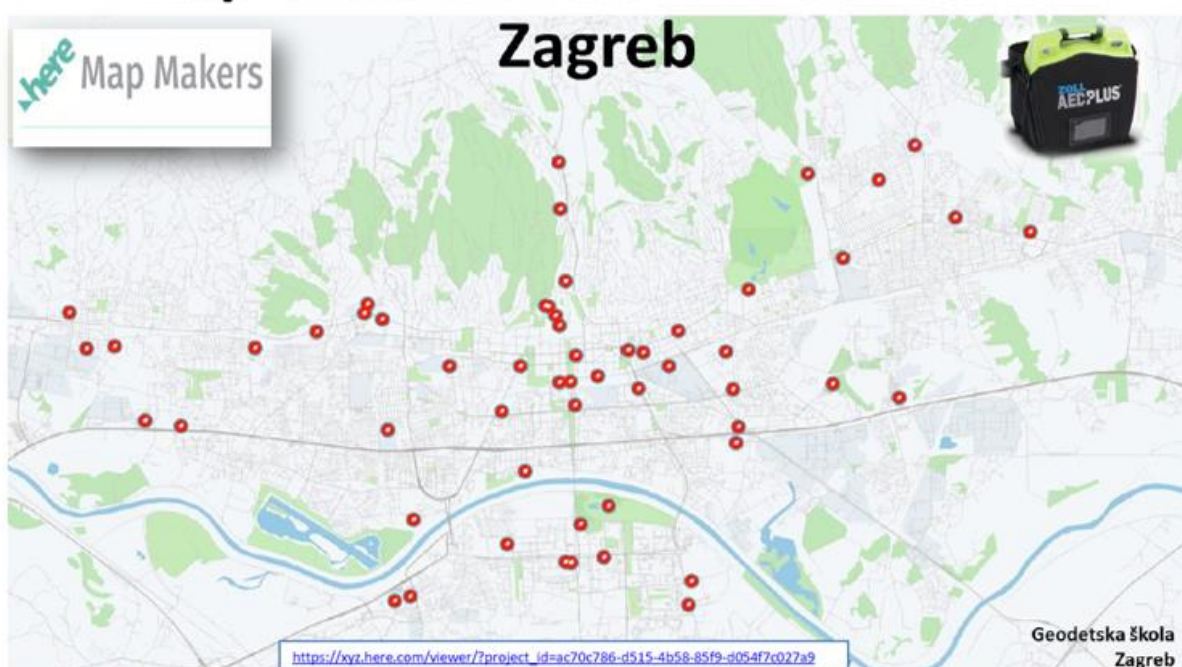 Zagreb
here Map Makers
ZOLL
AED PLUS
Geodetska škola
Zagreb
https://xyz.here.com/viewer/?project_id=ac70c786-d515-4b58-85f9-d054f7c027a9